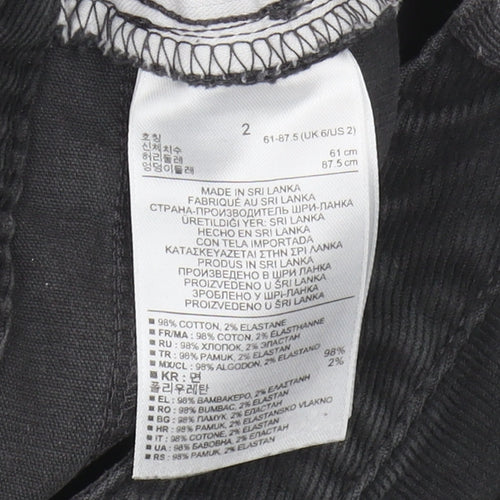 2
호칭 61-87.5 (UK 6/US 2)
신체치수
허리둘레 61 cm
엉덩이둘레 87.5 cm
MADE IN SRI LANKA
FABRIQUÉ AU SRI LANKA
СТРАНА-ПРОИЗВОДИТЕЛЬ ШРИ-ЛАНКА
ÜRETILDIĞI YER: SRI LANKA
HECHO EN SRI LANKA
CON TELA IMPORTADA
ΚΑΤΑΣΚΕΥΑΖΕΤΑΙ ΣΤΗ ΣΡΙ ΛΑΝΚΑ
PRODUS IN SRI LANKA
ПРОИЗВЕДЕНО В ШРИ ЛАНКА
PROIZVEDENO U ŠRI LANKI
ЗРОБЛЕНО У ШРІ ЛАНКА
PROIZVEDENO U ŠRI LANCI
98% COTTON, 2% ELASTANE
FR/MA : 98% COTON, 2% ÉLASTHANNE
RU : 98% ХЛОПОК, 2% ЭЛАСТАН
TR : 98% PAMUK, 2% ELASTAN
MX/CL : 98% ALGODON, 2% ELASTANO
KR : 면 98%
폴리우레탄 2%
EL : 98% ΒΑΜΒΑΚΕΡΟ, 2% ΕΛΑΣΤΑΝΗ
RO : 98% BUMBAC, 2% ELASTAN
BG : 98% ПАМУК, 2% ЕЛАСТАН
HR : 98% PAMUK, 2% ELASTANSKO VLAKNO
IT : 98% COTONE, 2% ELASTAN
UA : 98% БАВОВНА, 2% ЕЛАСТАН
RS : 98% PAMUK, 2% ELASTAN